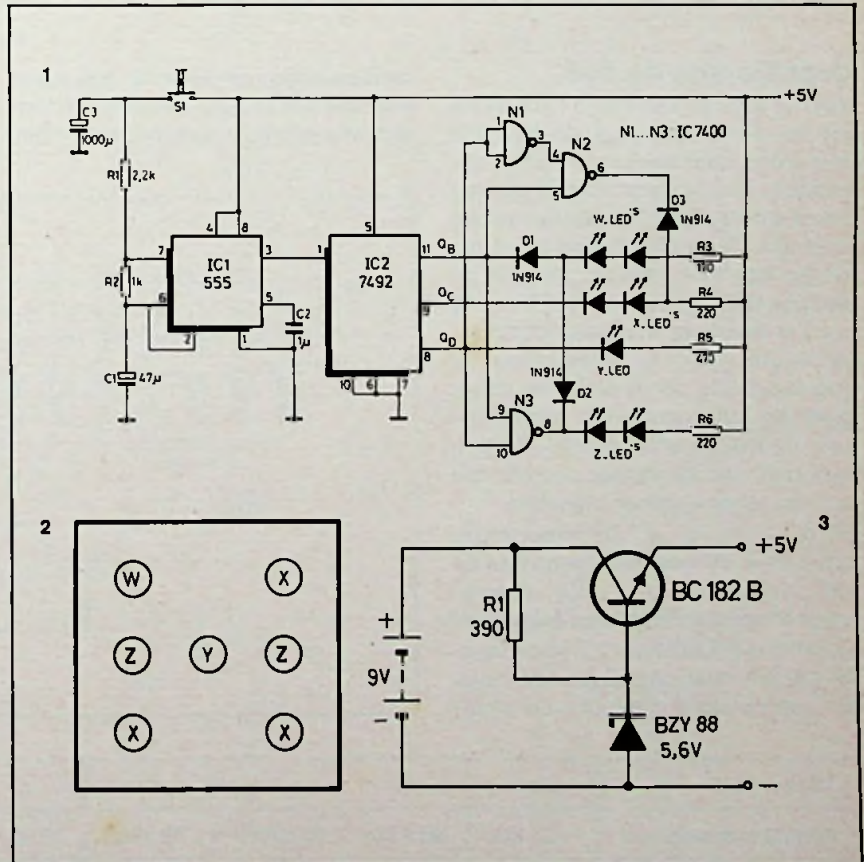 1
C3
1000µ
S1
+5V
R1
2,2k
N1
1
2
3
N2
4
5
6
N1...N3 = IC7400
D3
1N914
7
R2
1k
6
2
4
8
IC1
555
3
5
1
C2
1µ
C1
47µ
1
5
IC2
7492
11
9
8
10
6
7
QB
QC
QD
D1
1N914
W-LED'S
R3
X-LED'S
R4
220
Y-LED
R5
470
1N914
D2
9
10
N3
8
Z-LED'S
R6
220
2
W
X
Z
Y
Z
X
X
3
+5V
BC 182 B
R1
390
+
9V
-
BZY 88
5,6V
-